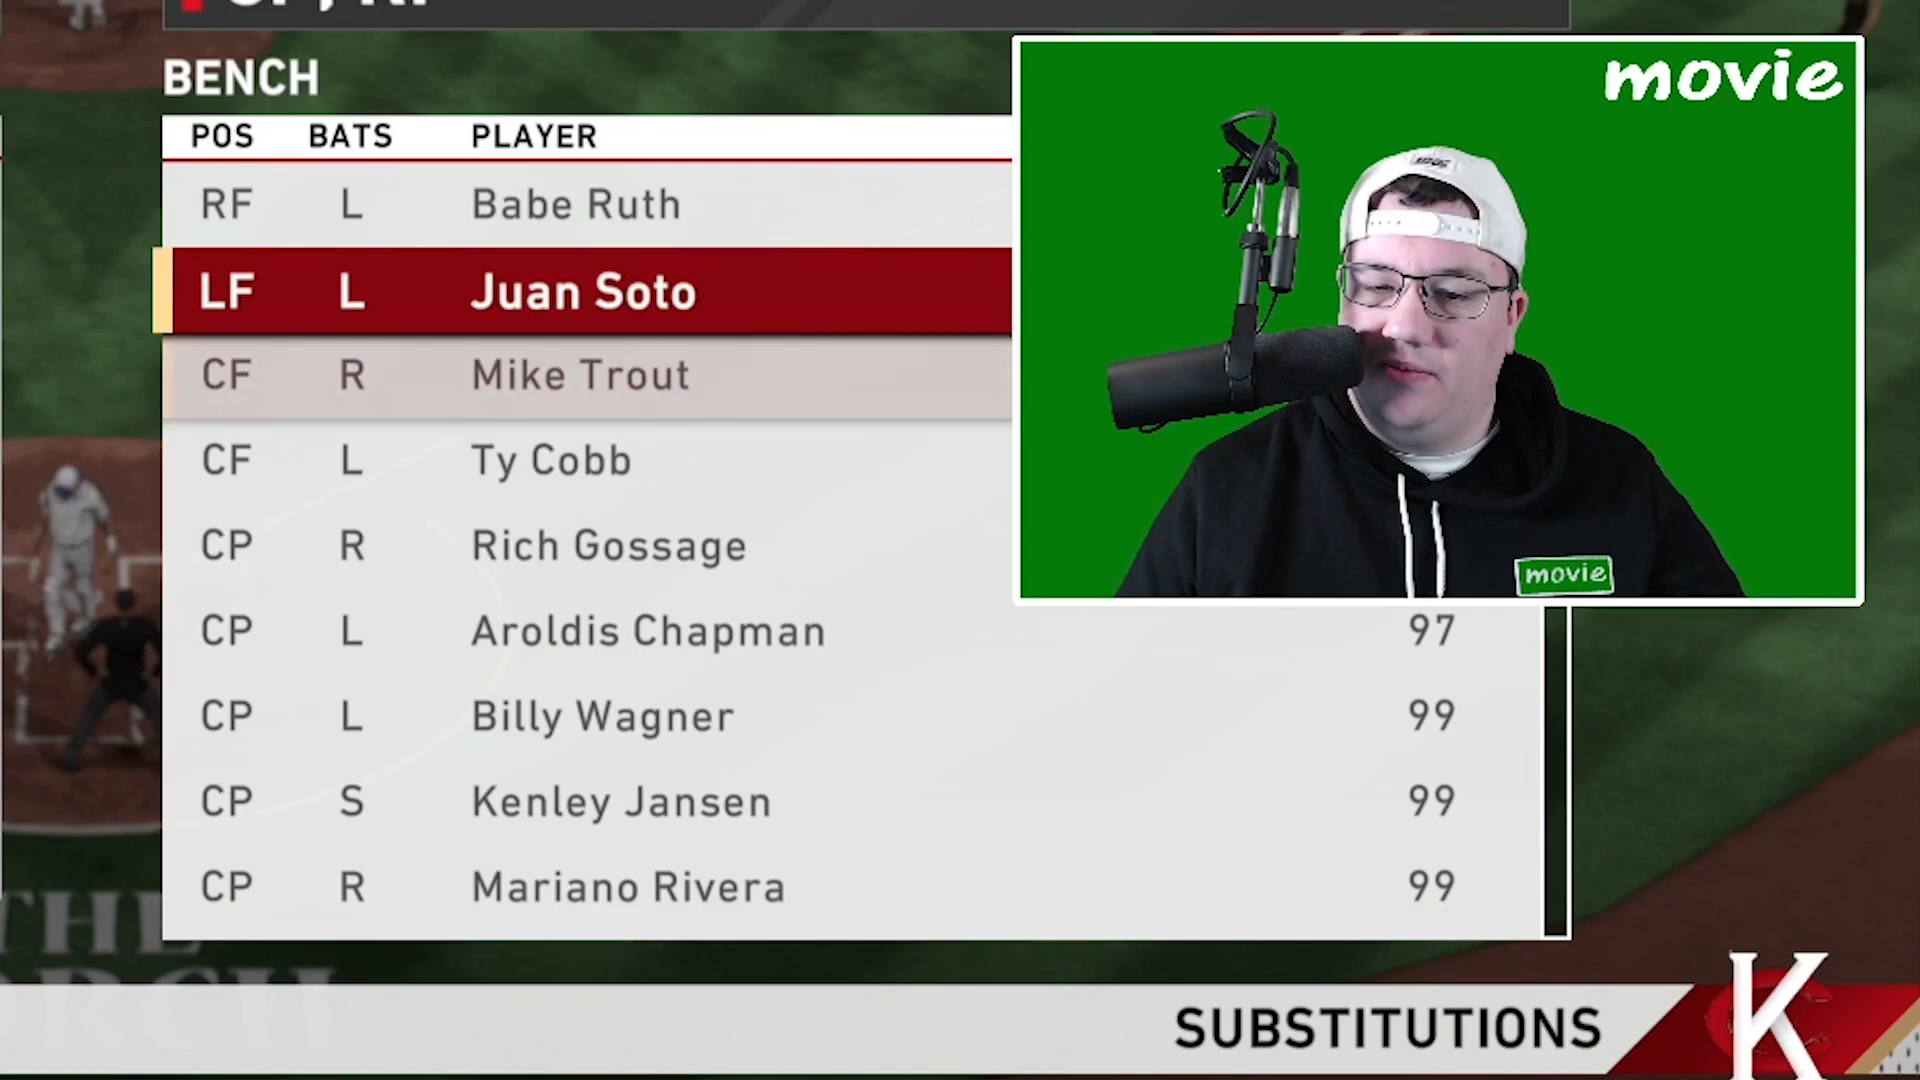 BENCH
POS BATS PLAYER
RF L Babe Ruth
LF L Juan Soto
CF R Mike Trout
CF L Ty Cobb
CP R Rich Gossage
CP L Aroldis Chapman 97
CP L Billy Wagner 99
CP S Kenley Jansen 99
CP R Mariano Rivera 99
movie
movie
THE
SUBSTITUTIONS
K